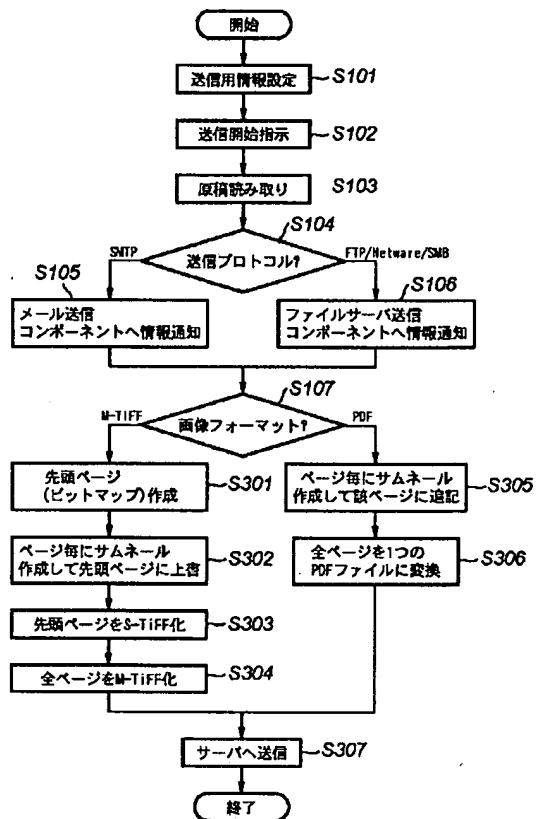 開始
送信用情報設定
S101
送信開始指示
S102
原稿読み取り
S103
S104
送信プロトコル?
SMTP
FTP/Netware/SMB
S105
メール送信
コンポーネントへ情報通知
S106
ファイルサーバ送信
コンポーネントへ情報通知
S107
画像フォーマット?
M-TIFF
PDF
先頭ページ
(ビットマップ)作成
S301
ページ毎にサムネール
作成して該ページに追記
S305
ページ毎にサムネール
作成して先頭ページに上書
S302
全ページを1つの
PDFファイルに変換
S306
先頭ページをS-TiFF化
S303
全ページをM-TiFF化
S304
サーバへ送信
S307
終了